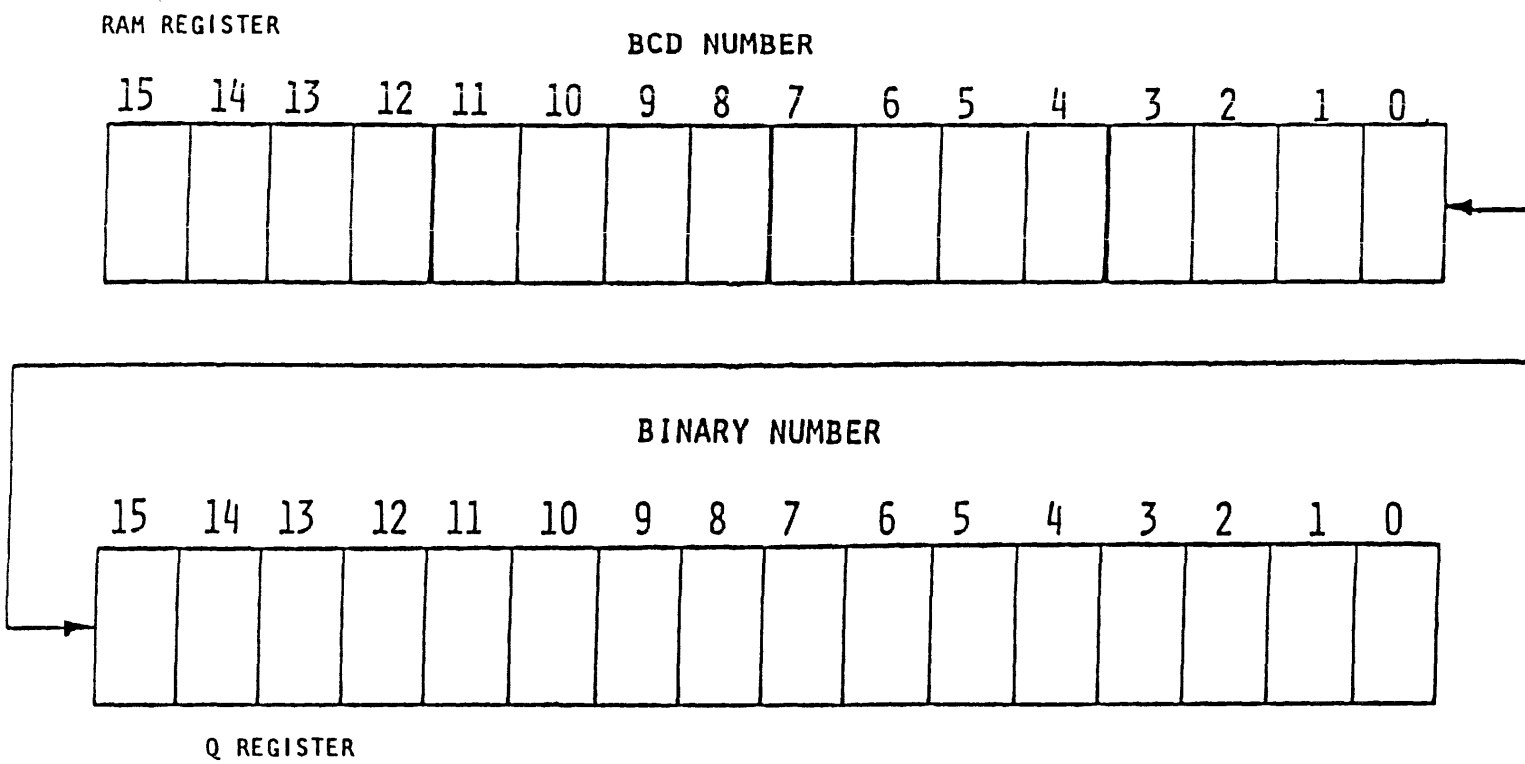 RAM REGISTER
BCD NUMBER
15 14 13 12 11 10 9 8 7 6 5 4 3 2 1 0
BINARY NUMBER
15 14 13 12 11 10 9 8 7 6 5 4 3 2 1 0
Q REGISTER